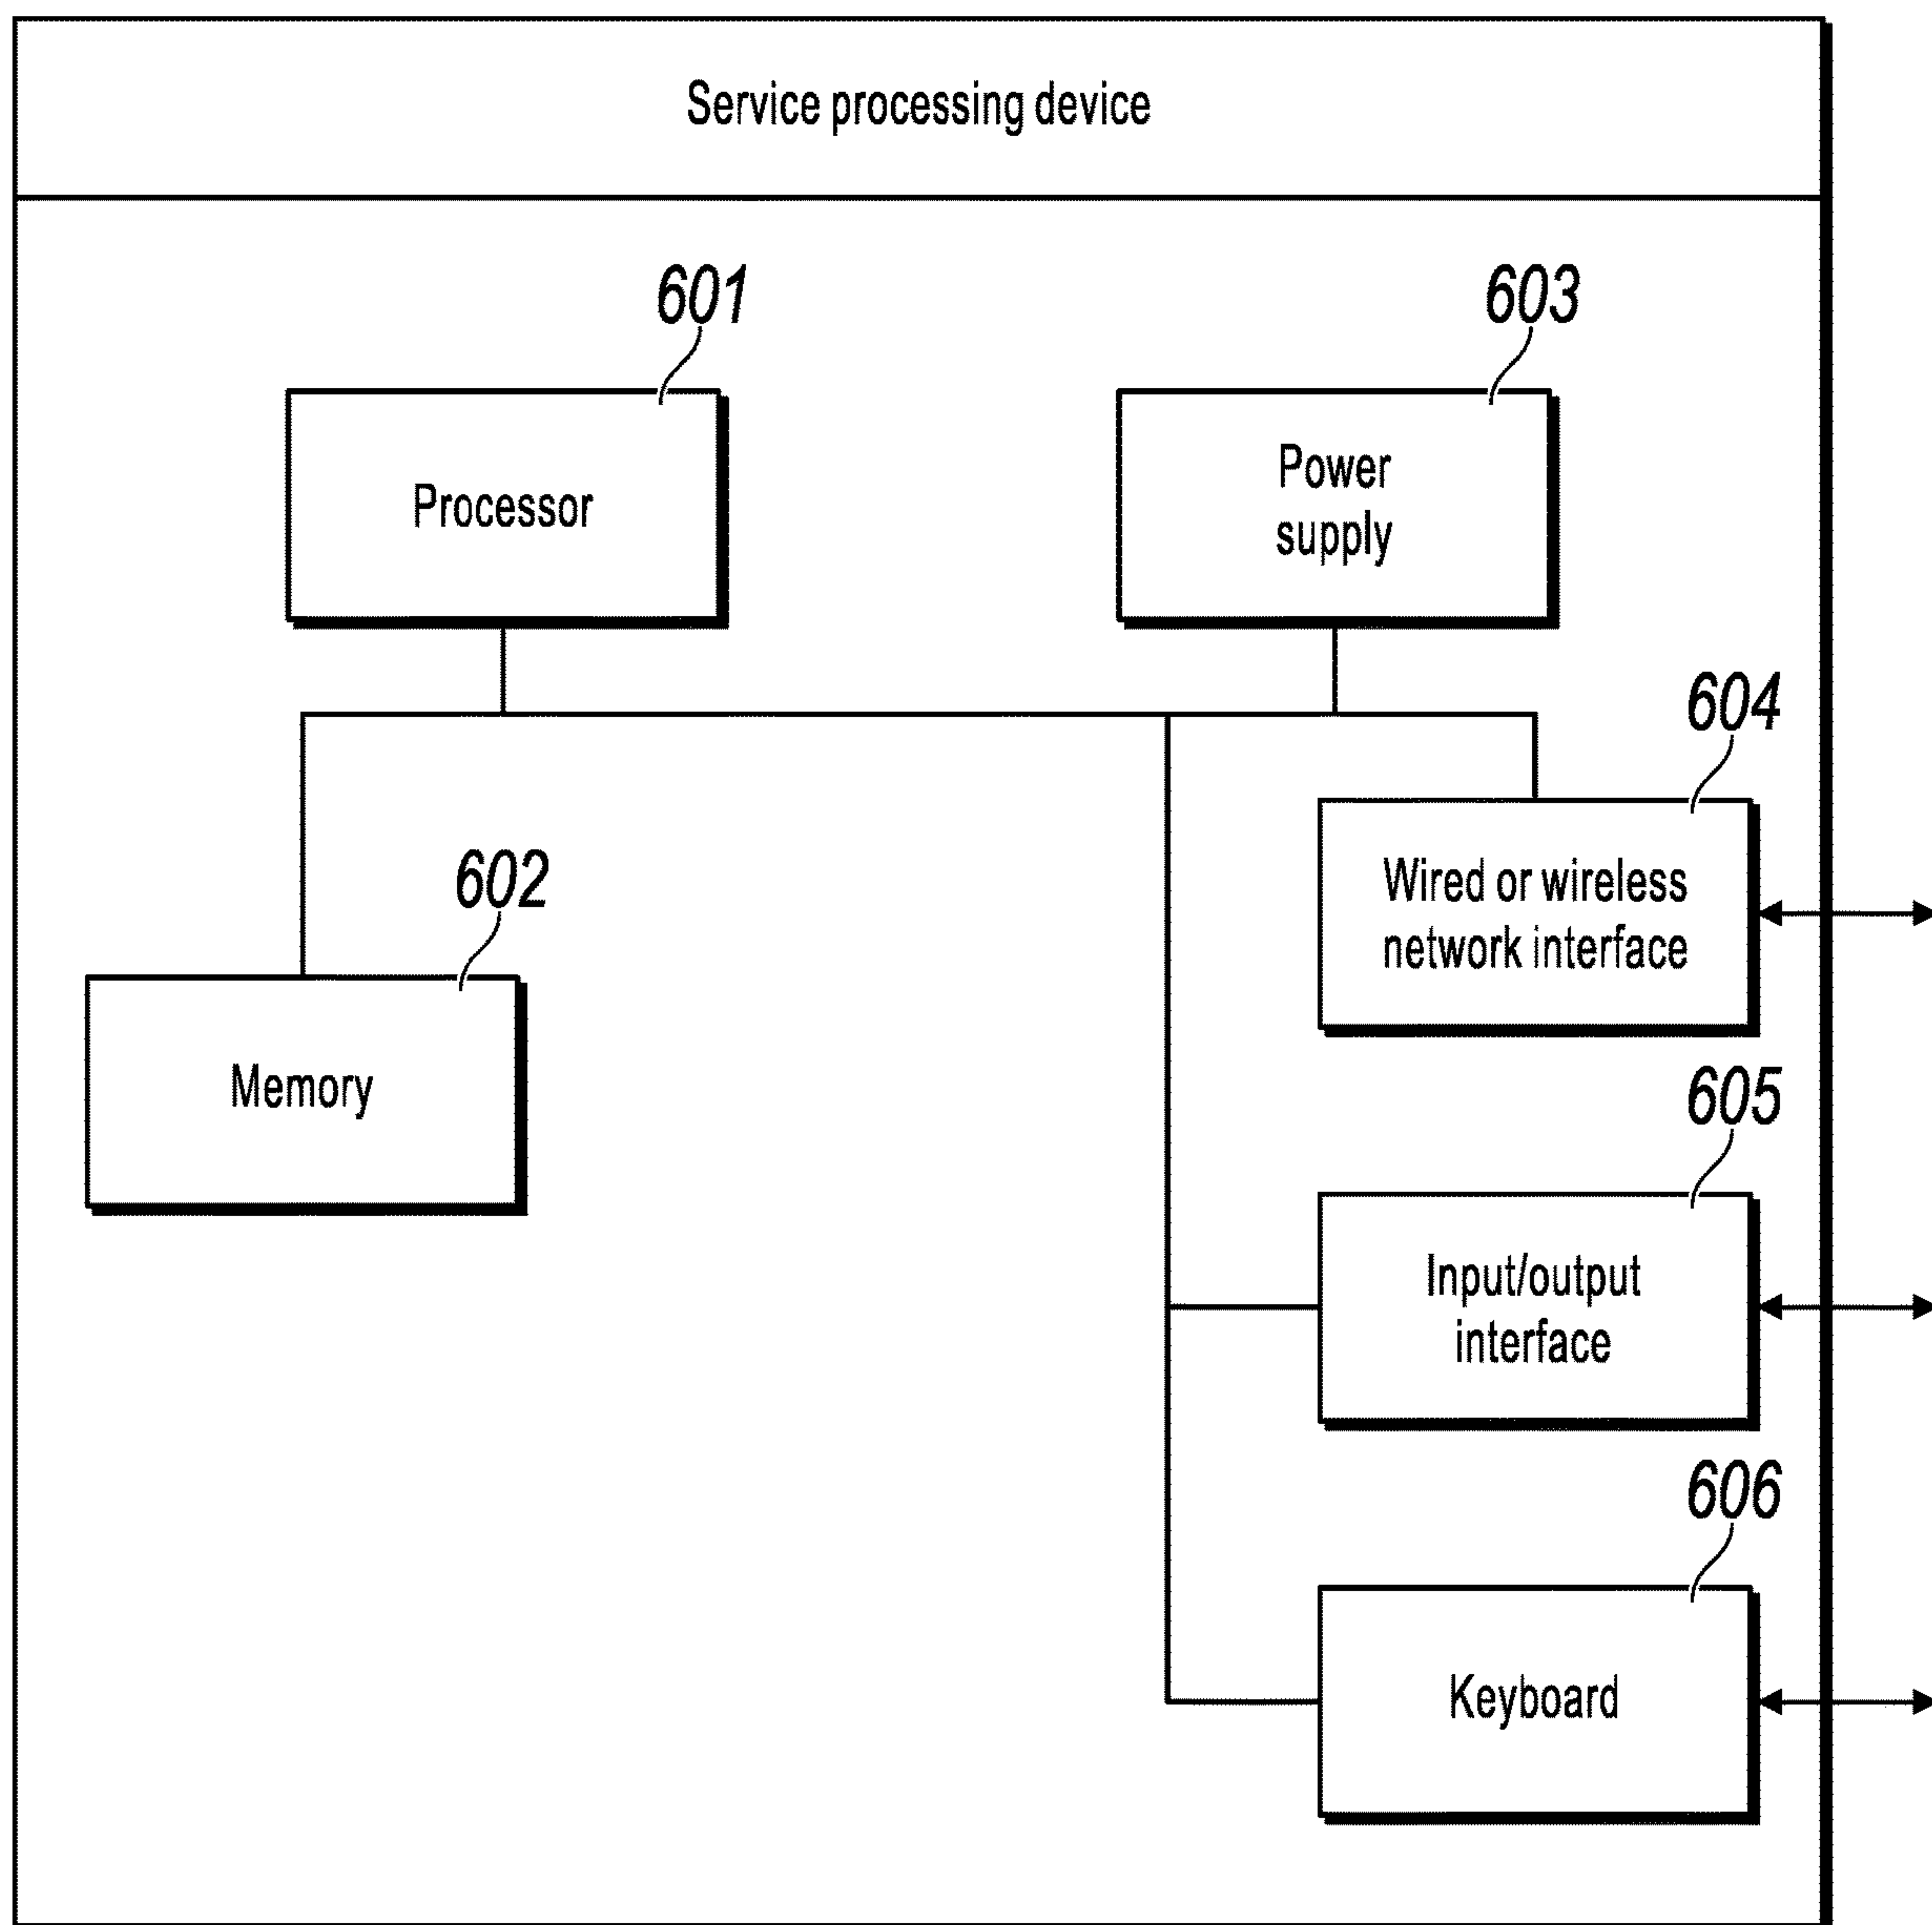 Service processing device
601
603
Processor
Power
supply
604
602
Wired or wireless
network interface
Memory
605
Input/output
interface
606
Keyboard